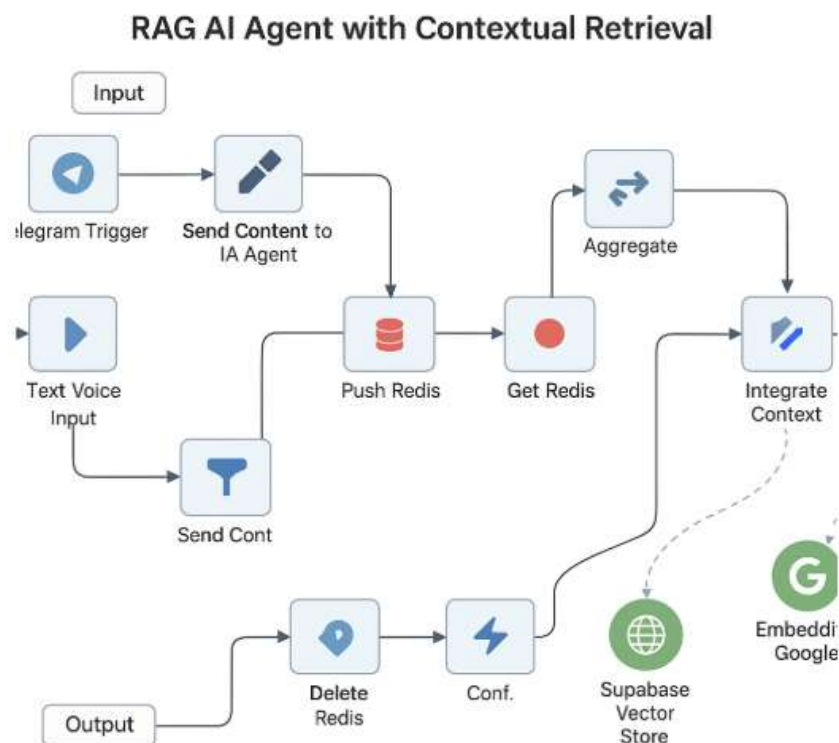 RAG AI Agent with Contextual Retrieval
Input
elegram Trigger
Send Content to
IA Agent
Aggregate
Text Voice
Input
Push Redis
Get Redis
Integrate
Context
Send Cont
Delete
Redis
Conf.
Supabase
Vector
Store
G
Embeddi
Google
Output